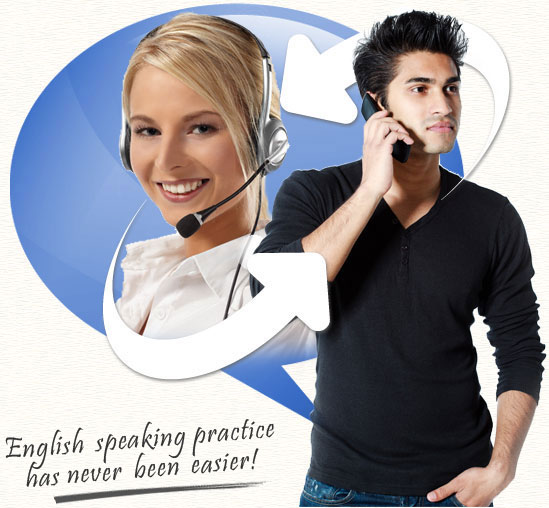 English speaking practice
has never been easier!